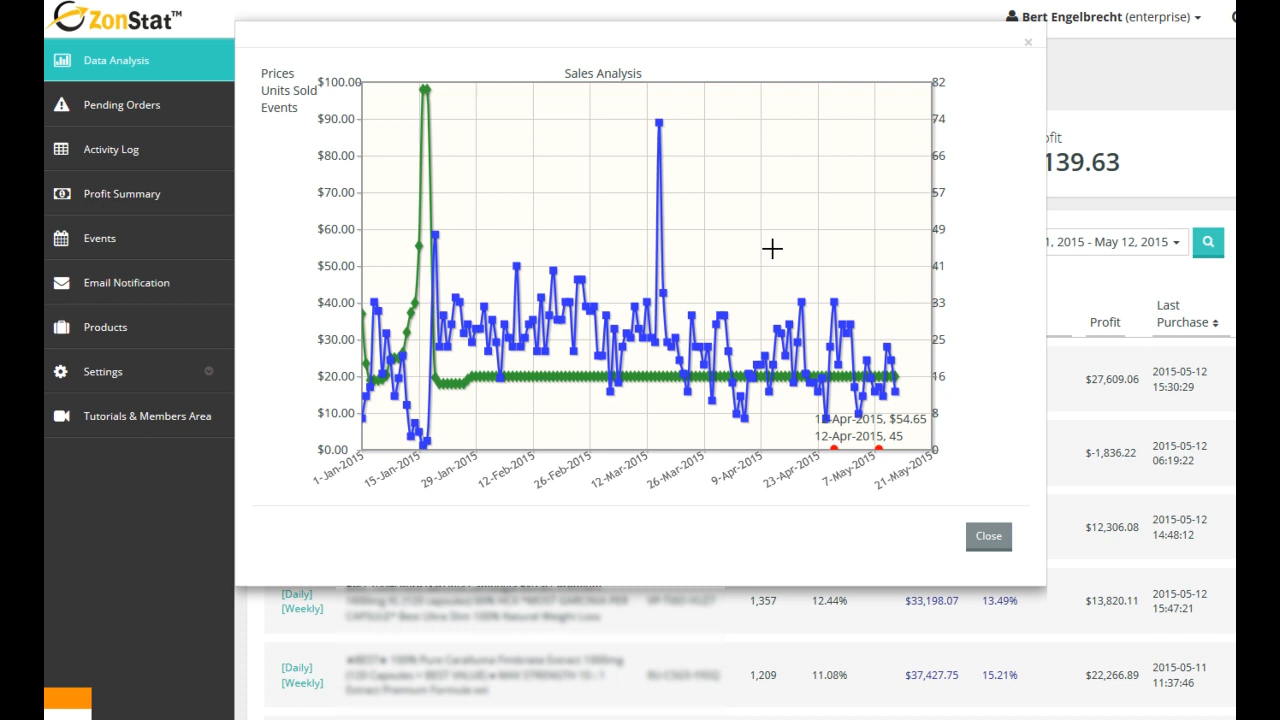 ZonStat™
Bert Engelbrecht (enterprise)
Data Analysis
Pending Orders
Activity Log
Profit Summary
Events
Email Notification
Products
Settings
Tutorials & Members Area
×
Prices
Units Sold
Events
Sales Analysis
$100.00
$90.00
$80.00
$70.00
$60.00
$50.00
$40.00
$30.00
$20.00
$10.00
$0.00
82
74
66
57
49
41
33
25
16
8
0
12-Apr-2015, $54.65
12-Apr-2015, 45
1-Jan-2015
15-Jan-2015
29-Jan-2015
12-Feb-2015
26-Feb-2015
12-Mar-2015
26-Mar-2015
9-Apr-2015
23-Apr-2015
7-May-2015
21-May-2015
Close
ofit
139.63
1, 2015 - May 12, 2015
Profit
Last
Purchase
$27,609.06
2015-05-12
15:30:29
$-1,836.22
2015-05-12
06:19:22
$12,306.08
2015-05-12
14:48:12
[Daily]
[Weekly]
1,357 12.44% $33,198.07 13.49% $13,820.11
2015-05-12
15:47:21
[Daily]
[Weekly]
1,209 11.08% $37,427.75 15.21% $22,266.89
2015-05-11
11:37:46